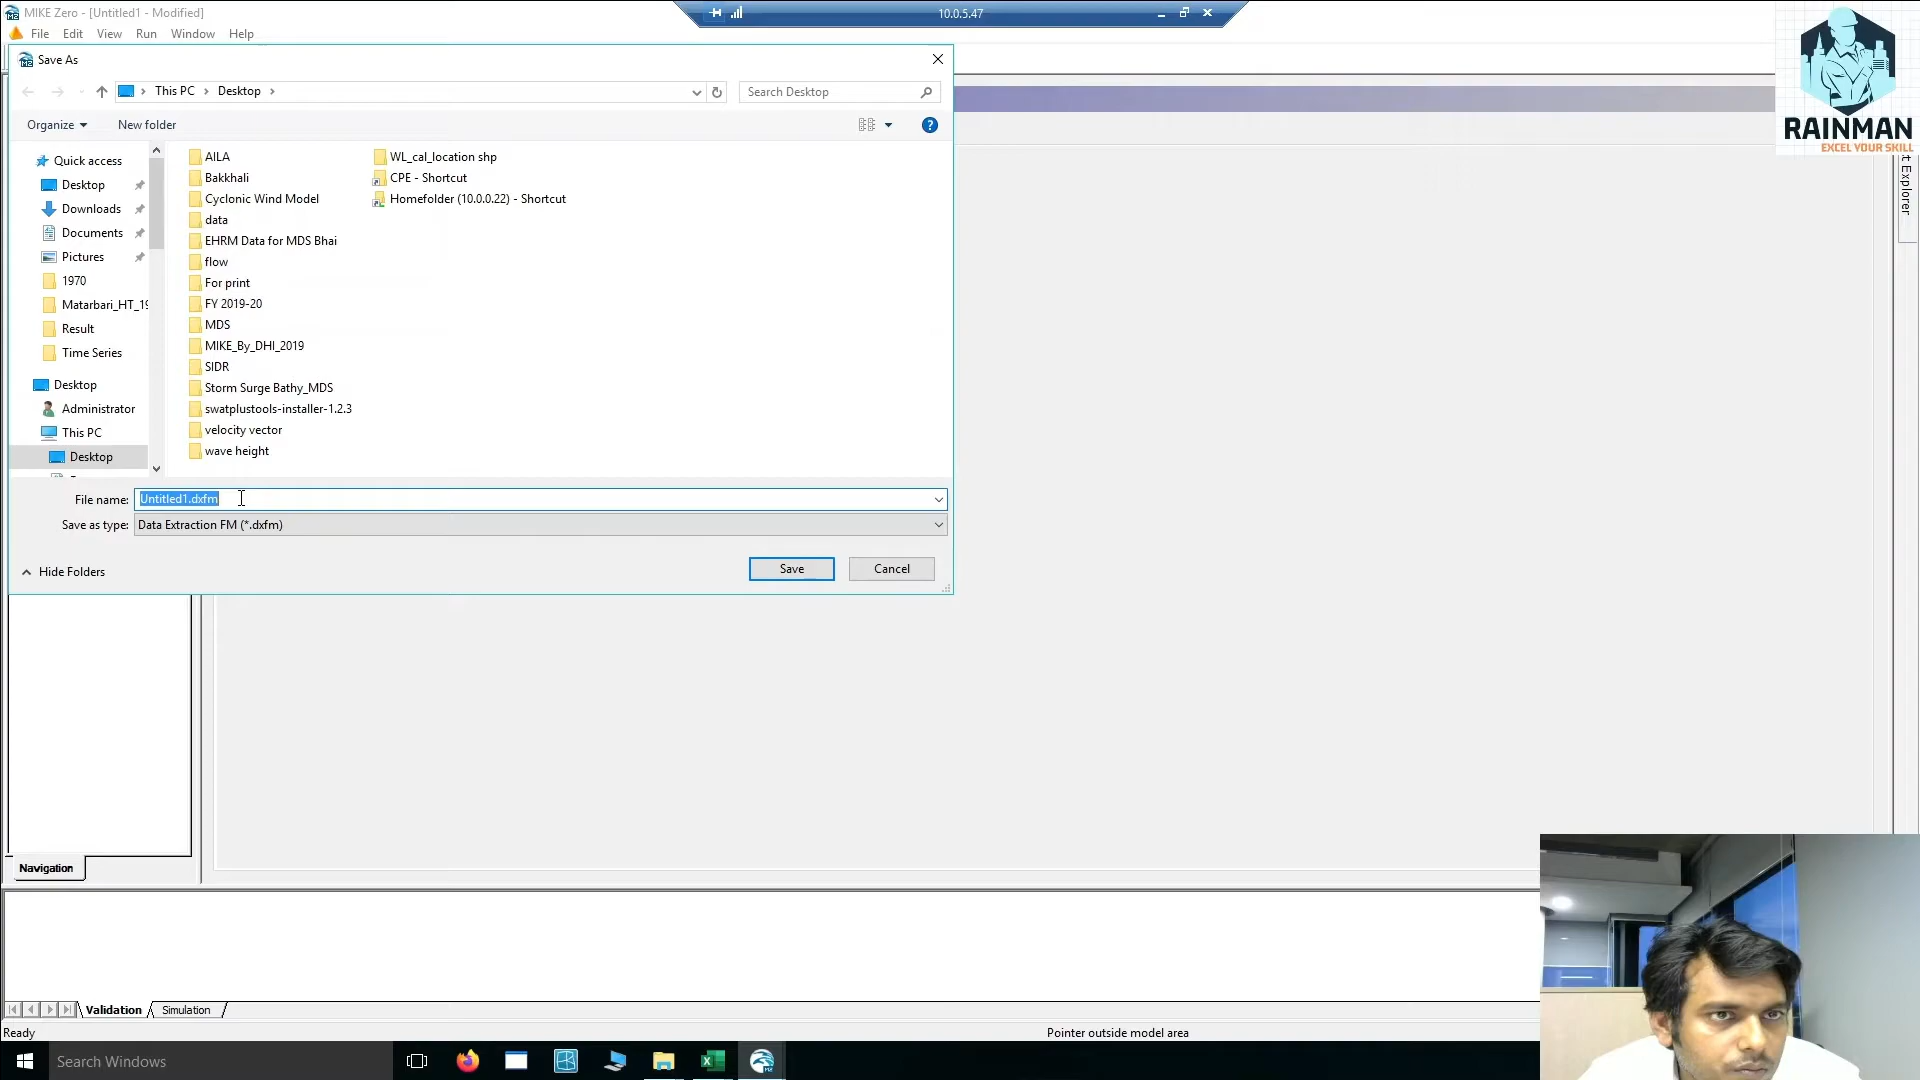 MIKE Zero - [Untitled1 - Modified]
10.0.5.47
File Edit View Run Window Help
RAINMAN
EXCEL YOUR SKILL
Save As
This PC > Desktop >
Search Desktop
Organize
New folder
Quick access
Desktop
Downloads
Documents
Pictures
1970
Matarbari_HT_19
Result
Time Series
Desktop
Administrator
This PC
Desktop
AILA
Bakkhali
Cyclonic Wind Model
data
EHRM Data for MDS Bhai
flow
For print
FY 2019-20
MDS
MIKE_By_DHI_2019
SIDR
Storm Surge Bathy_MDS
swatplustools-installer-1.2.3
velocity vector
wave height
WL_cal_location shp
CPE - Shortcut
Homefolder (10.0.0.22) - Shortcut
File name: Untitled1.dxfm
Save as type: Data Extraction FM (*.dxfm)
Hide Folders
Save
Cancel
t Explorer
Navigation
Validation
Simulation
Ready
Pointer outside model area
Search Windows